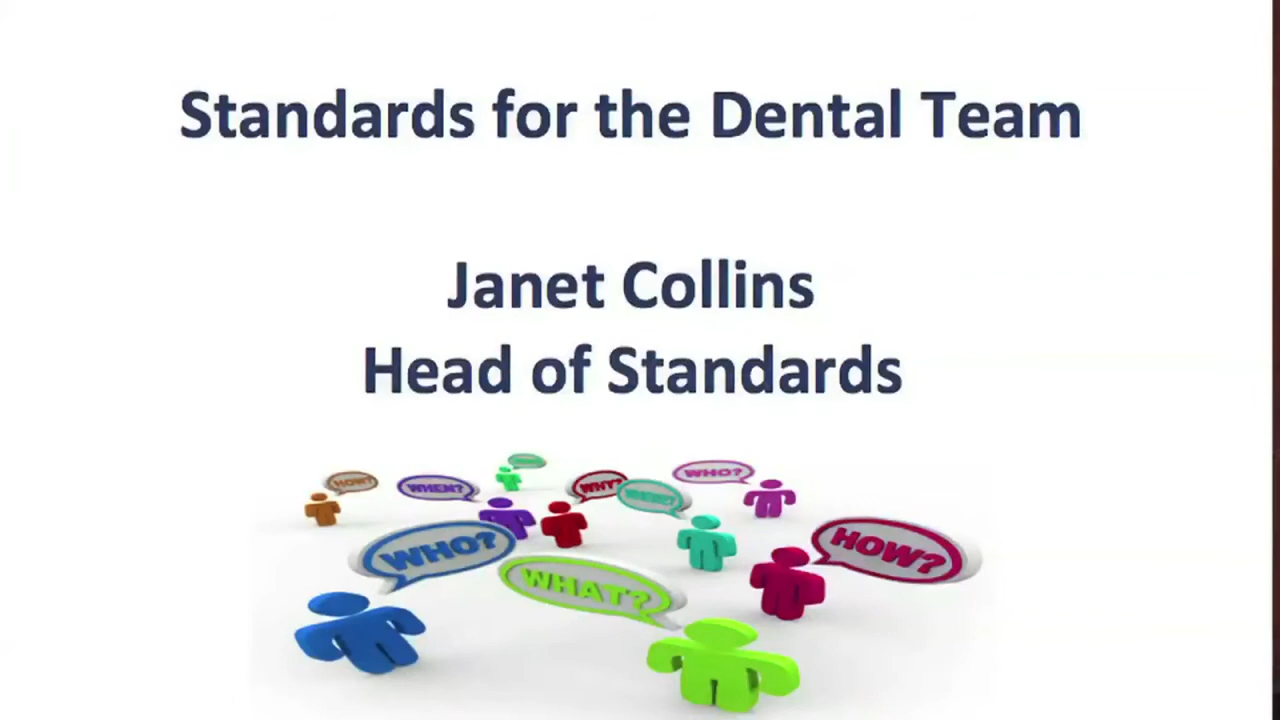 Standards for the Dental Team
Janet Collins
Head of Standards
HOW?
WHEN?
WHY?
WHO?
WHO?
WHAT?
HOW?